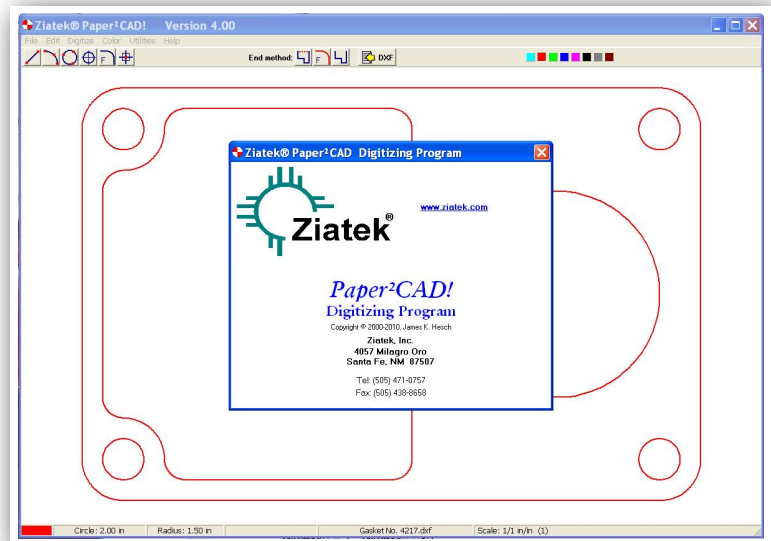 Ziatek® Paper²CAD!    Version 4.00
File  Edit  Digitize  Color  Utilities  Help
F
End method:
F
DXF
Ziatek® Paper²CAD  Digitizing Program
Ziatek®
www.ziatek.com
Paper²CAD!
Digitizing Program
Copyright © 2000-2010, James K. Hesch
Ziatek, Inc.
4057 Milagro Oro
Santa Fe, NM  87507
Tel: (505) 471-0757
Fax: (505) 438-8658
Circle: 2.00 in  Radius: 1.50 in  Gasket No. 4217.dxf  Scale: 1/1 in/in  (1)